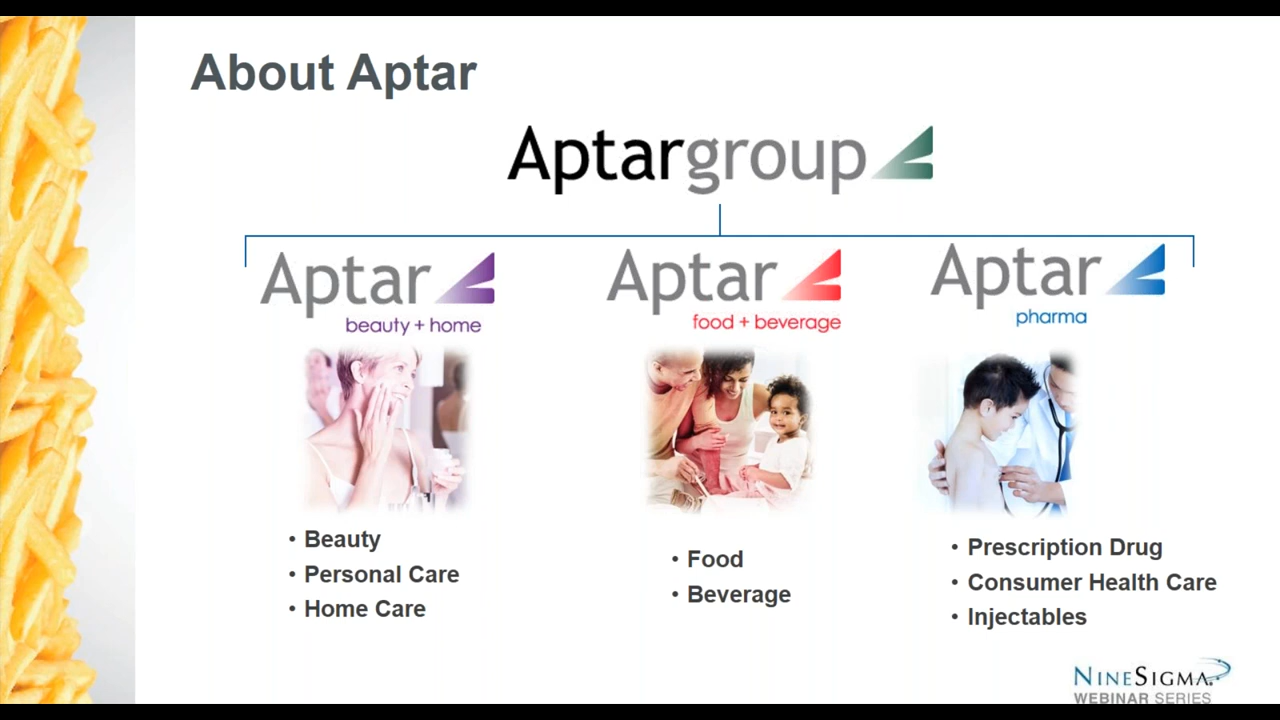 About Aptar
Aptargroup
Aptar
beauty + home
Aptar
food + beverage
Aptar
pharma
• Beauty
• Personal Care
• Home Care
• Food
• Beverage
• Prescription Drug
• Consumer Health Care
• Injectables
NINESIGMA
WEBINAR SERIES